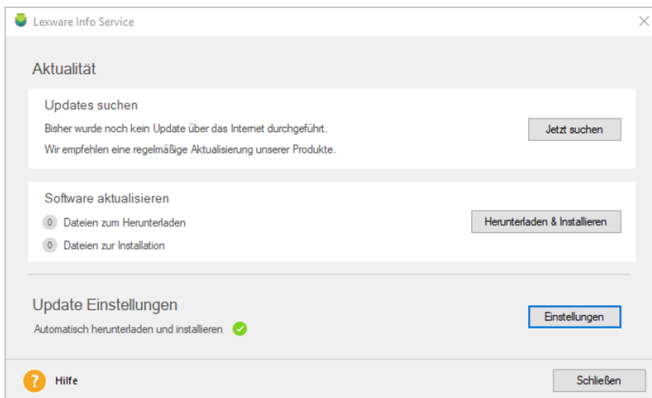 Lexware Info Service
Aktualität
Updates suchen
Bisher wurde noch kein Update über das Internet durchgeführt.
Jetzt suchen
Wir empfehlen eine regelmäßige Aktualisierung unserer Produkte.
Software aktualisieren
0 Dateien zum Herunterladen
Herunterladen & Installieren
0 Dateien zur Installation
Update Einstellungen
Einstellungen
Automatisch herunterladen und installieren
? Hilfe
Schließen